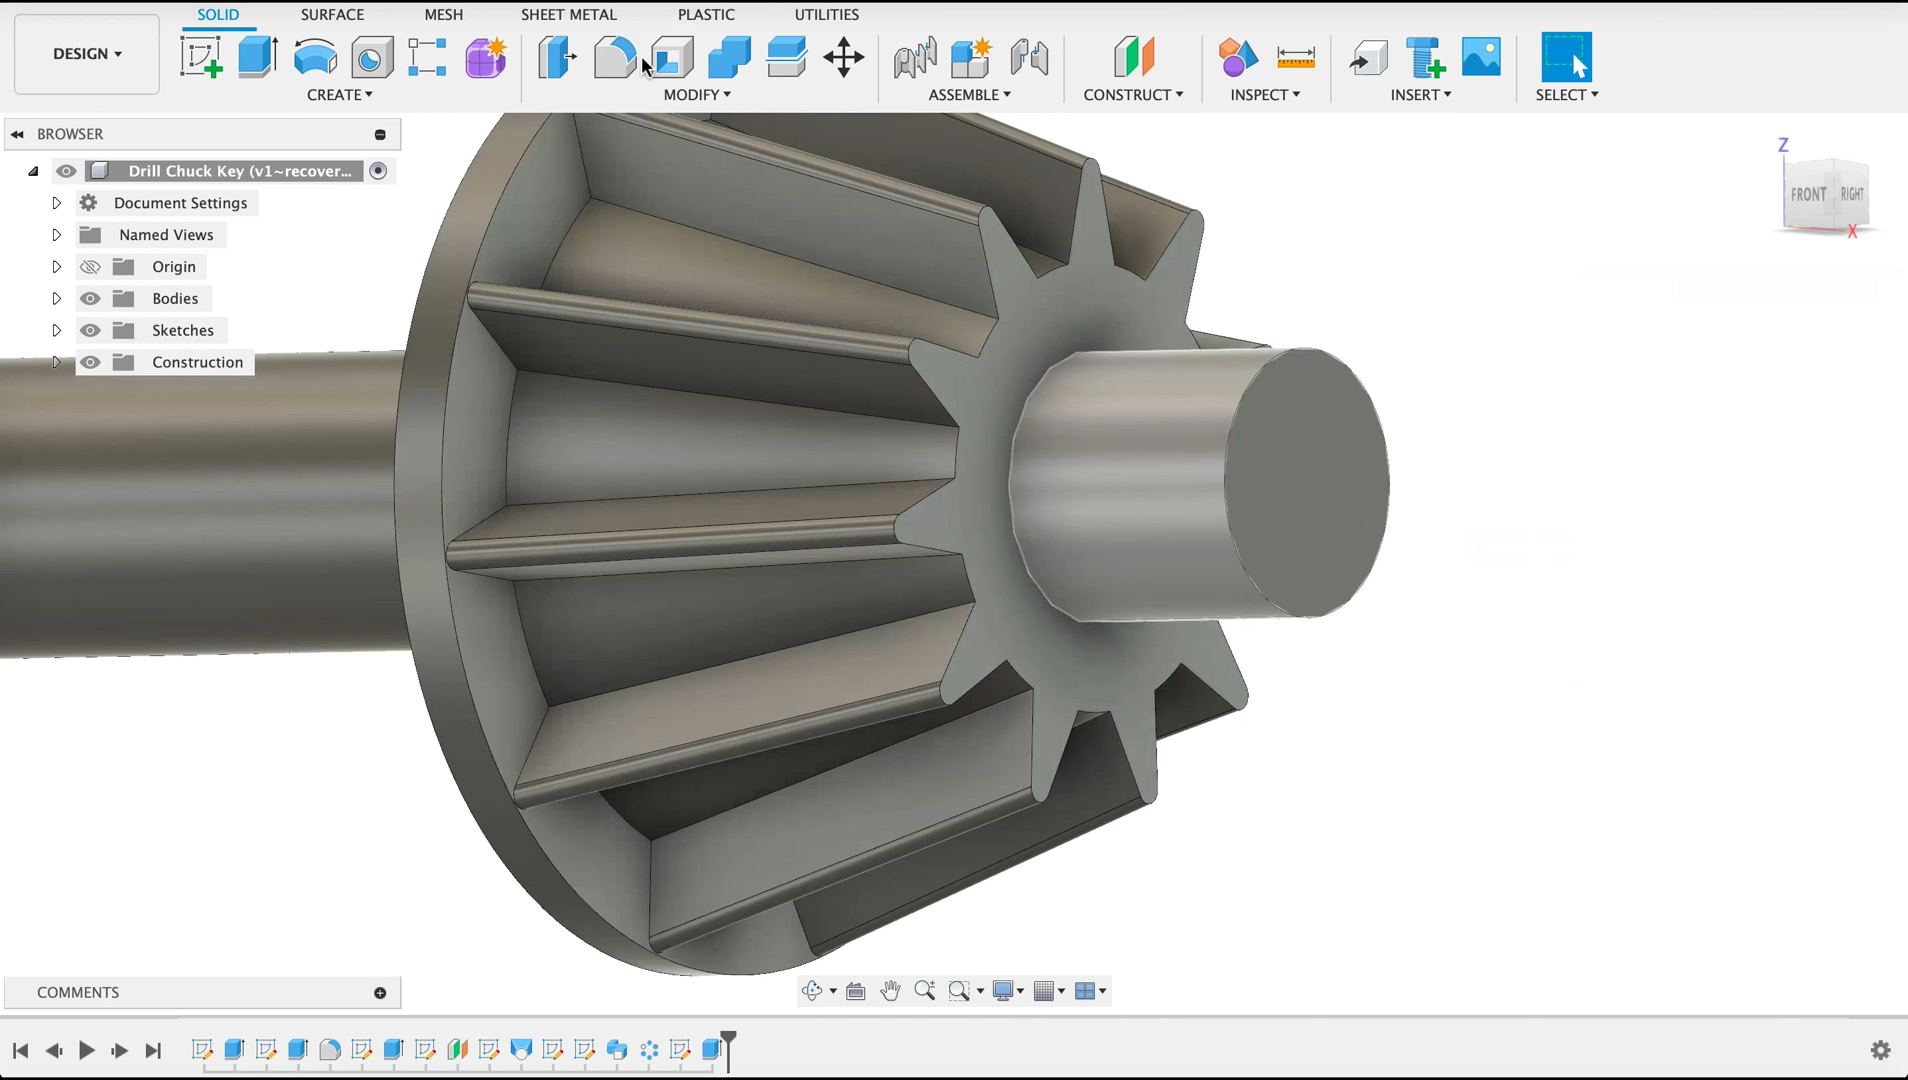 SOLID SURFACE MESH SHEET METAL PLASTIC UTILITIES
DESIGN
CREATE MODIFY ASSEMBLE CONSTRUCT INSPECT INSERT SELECT
BROWSER
Drill Chuck Key (v1~recover...
Document Settings
Named Views
Origin
Bodies
Sketches
Construction
Z
FRONT RIGHT
X
COMMENTS